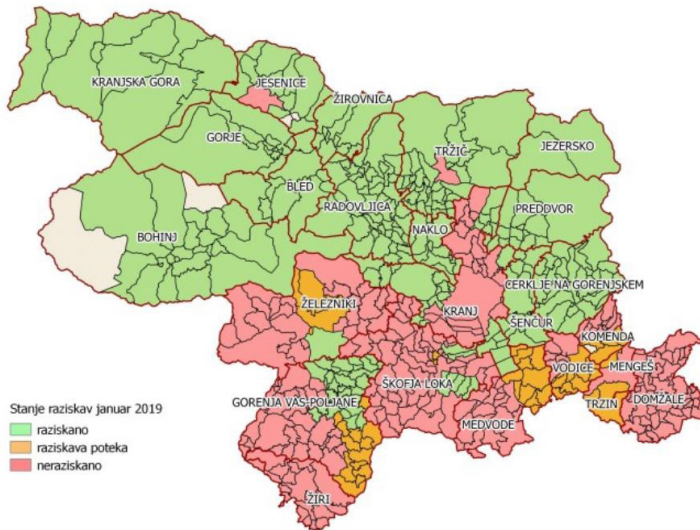 KRANJSKA GORA
JESENICE
ŽIROVNICA
GORJE
TRŽIČ
JEZERSKO
BLED
RADOVLJICA
PREDDVOR
BOHINJ
NAKLO
CERKLJE NA GORENJSKEM
ŽELEZNIKI
KRANJ
ŠENČUR
KOMENDA
VODICE
MENGEŠ
ŠKOFJA LOKA
GORENJA VAS-POLJANE
TRZIN
DOMŽALE
MEDVODE
ŽIRI
Stanje raziskav januar 2019
raziskano
raziskava poteka
neraziskano